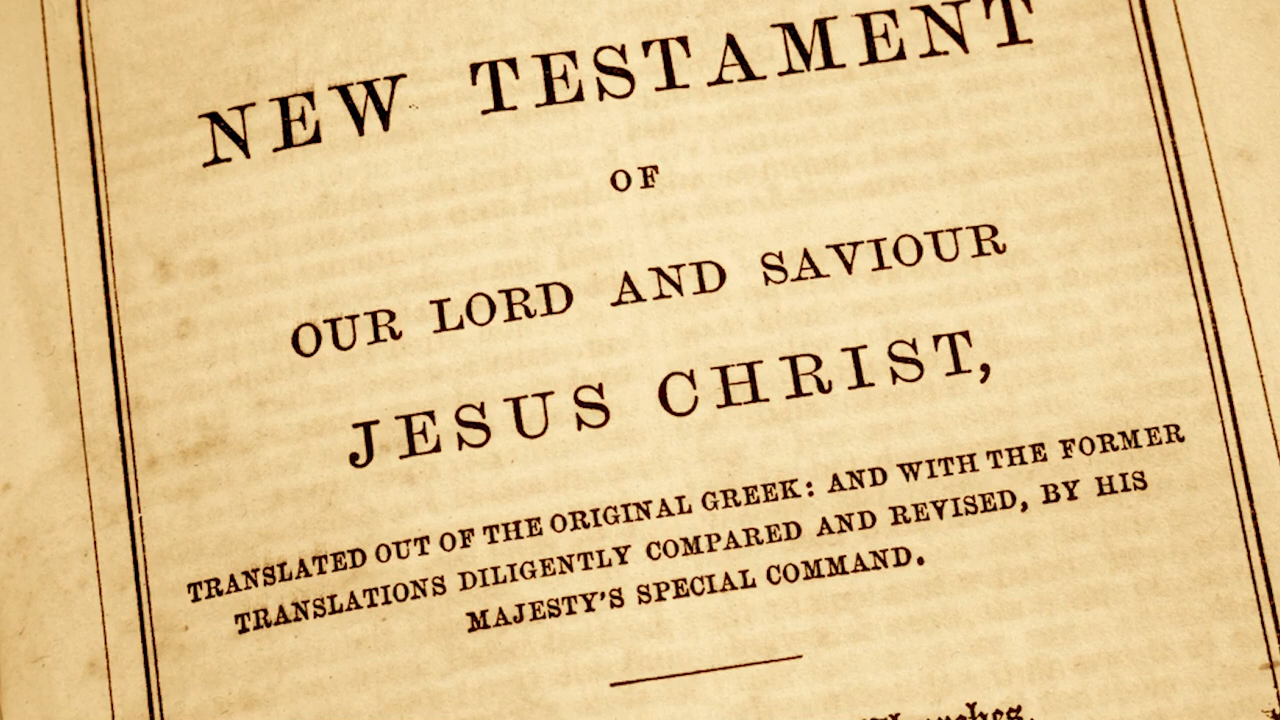 NEW TESTAMENT
OF
OUR LORD AND SAVIOUR
JESUS CHRIST,
TRANSLATED OUT OF THE ORIGINAL GREEK: AND WITH THE FORMER
TRANSLATIONS DILIGENTLY COMPARED AND REVISED, BY HIS
MAJESTY'S SPECIAL COMMAND.